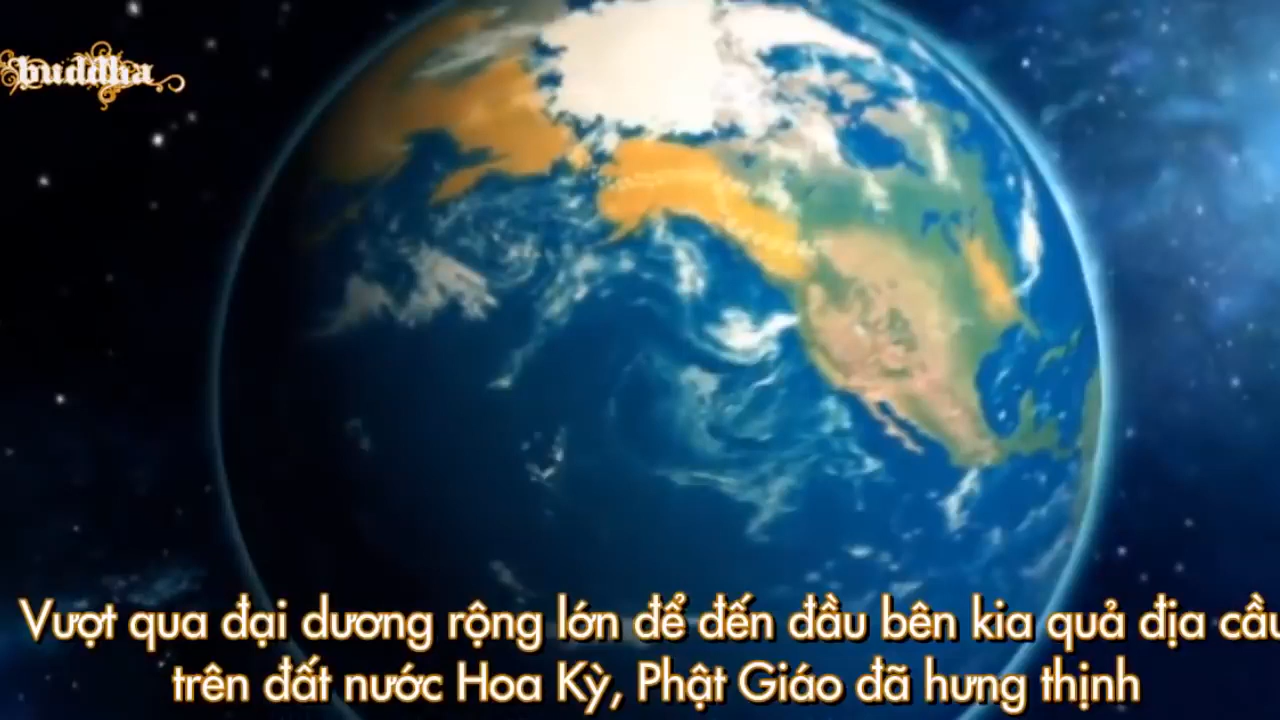 buddha
Vượt qua đại dương rộng lớn để đến đầu bên kia quả địa cầu
trên đất nước Hoa Kỳ, Phật Giáo đã hưng thịnh